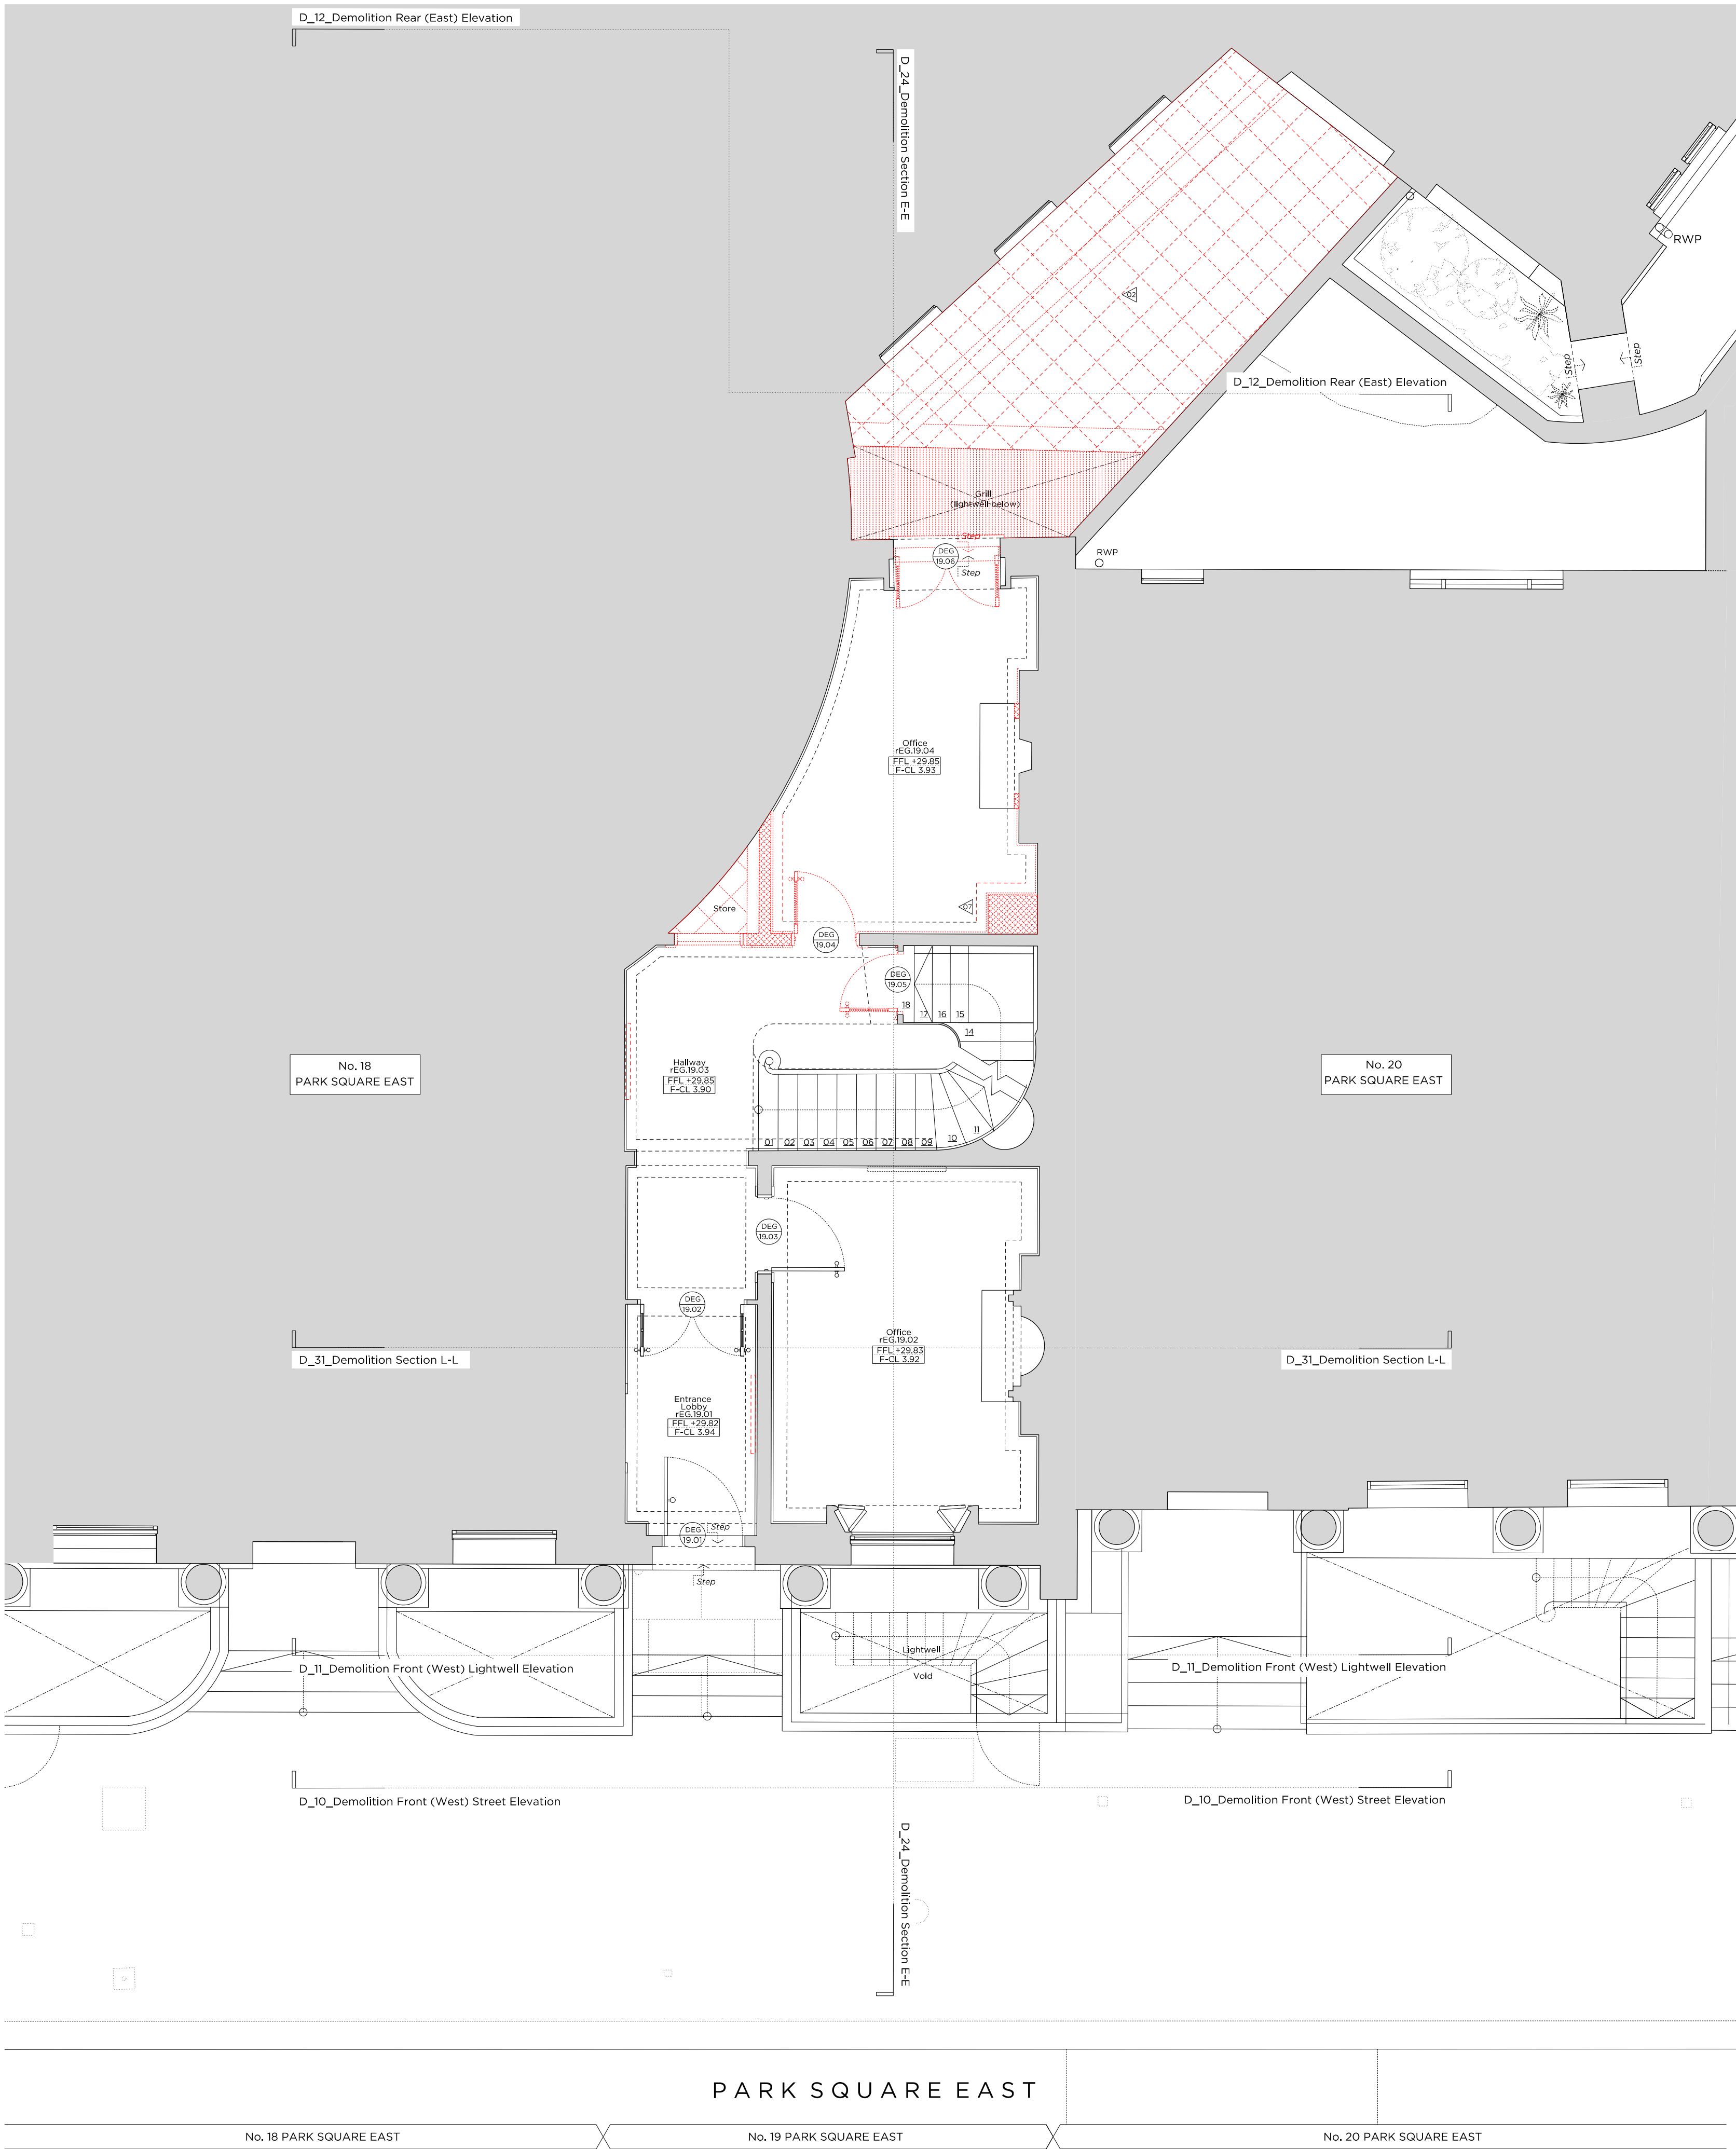 D_12_Demolition Rear (East) Elevation
D_24_Demolition Section E-E
RWP
02
Step
Step
D_12_Demolition Rear (East) Elevation
Grill
(lightwell below)
Step
DEG
19.06
Step
RWP
Office
rEG.19.04
FFL +29.85
F-CL 3.93
Store
07
DEG
19.04
DEG
19.05
18
17
16
15
14
No. 18
PARK SQUARE EAST
Hallway
rEG.19.03
FFL +29.85
F-CL 3.90
No. 20
PARK SQUARE EAST
01
02
03
04
05
06
07
08
09
10
11
DEG
19.03
DEG
19.02
Office
rEG.19.02
FFL +29.83
F-CL 3.92
D_31_Demolition Section L-L
D_31_Demolition Section L-L
Entrance
Lobby
rEG.19.01
FFL +29.82
F-CL 3.94
DEG
19.01
Step
Step
Lightwell
Void
D_11_Demolition Front (West) Lightwell Elevation
D_11_Demolition Front (West) Lightwell Elevation
D_10_Demolition Front (West) Street Elevation
D_10_Demolition Front (West) Street Elevation
D_24_Demolition Section E-E
PARK SQUARE EAST
No. 18 PARK SQUARE EAST
No. 19 PARK SQUARE EAST
No. 20 PARK SQUARE EAST